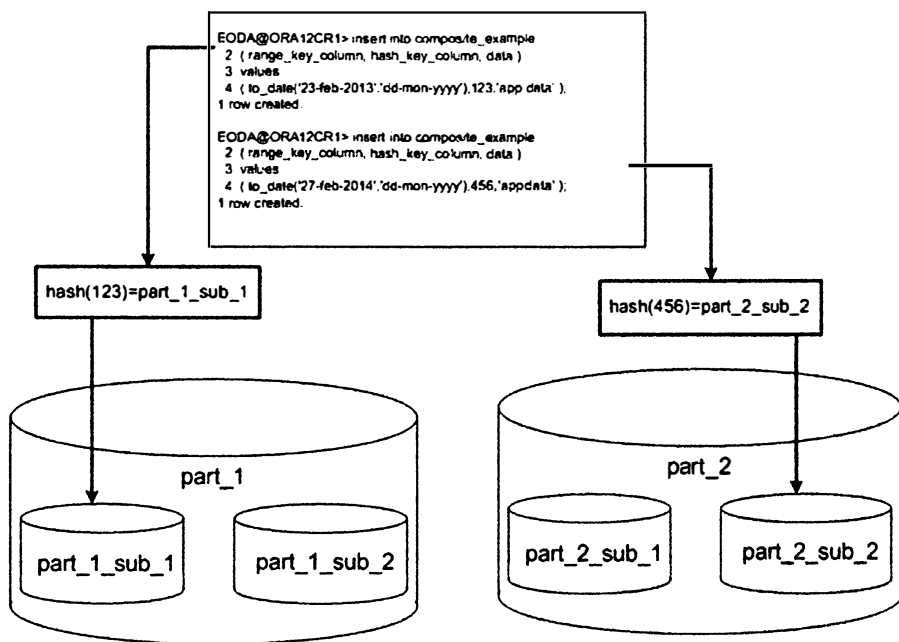 EODA@ORA12CR1> insert into composite_example
2 ( range_key_column, hash_key_column, data )
3 values
4 ( to_date('23-feb-2013','dd-mon-yyyy'),123,'app data' );
1 row created.
EODA@ORA12CR1> insert into composite_example
2 ( range_key_column, hash_key_column, data )
3 values
4 ( to_date('27-feb-2014','dd-mon-yyyy'),456,'appdata' );
1 row created.
hash(123)=part_1_sub_1
hash(456)=part_2_sub_2
part_1
part_2
part_1_sub_1
part_1_sub_2
part_2_sub_1
part_2_sub_2